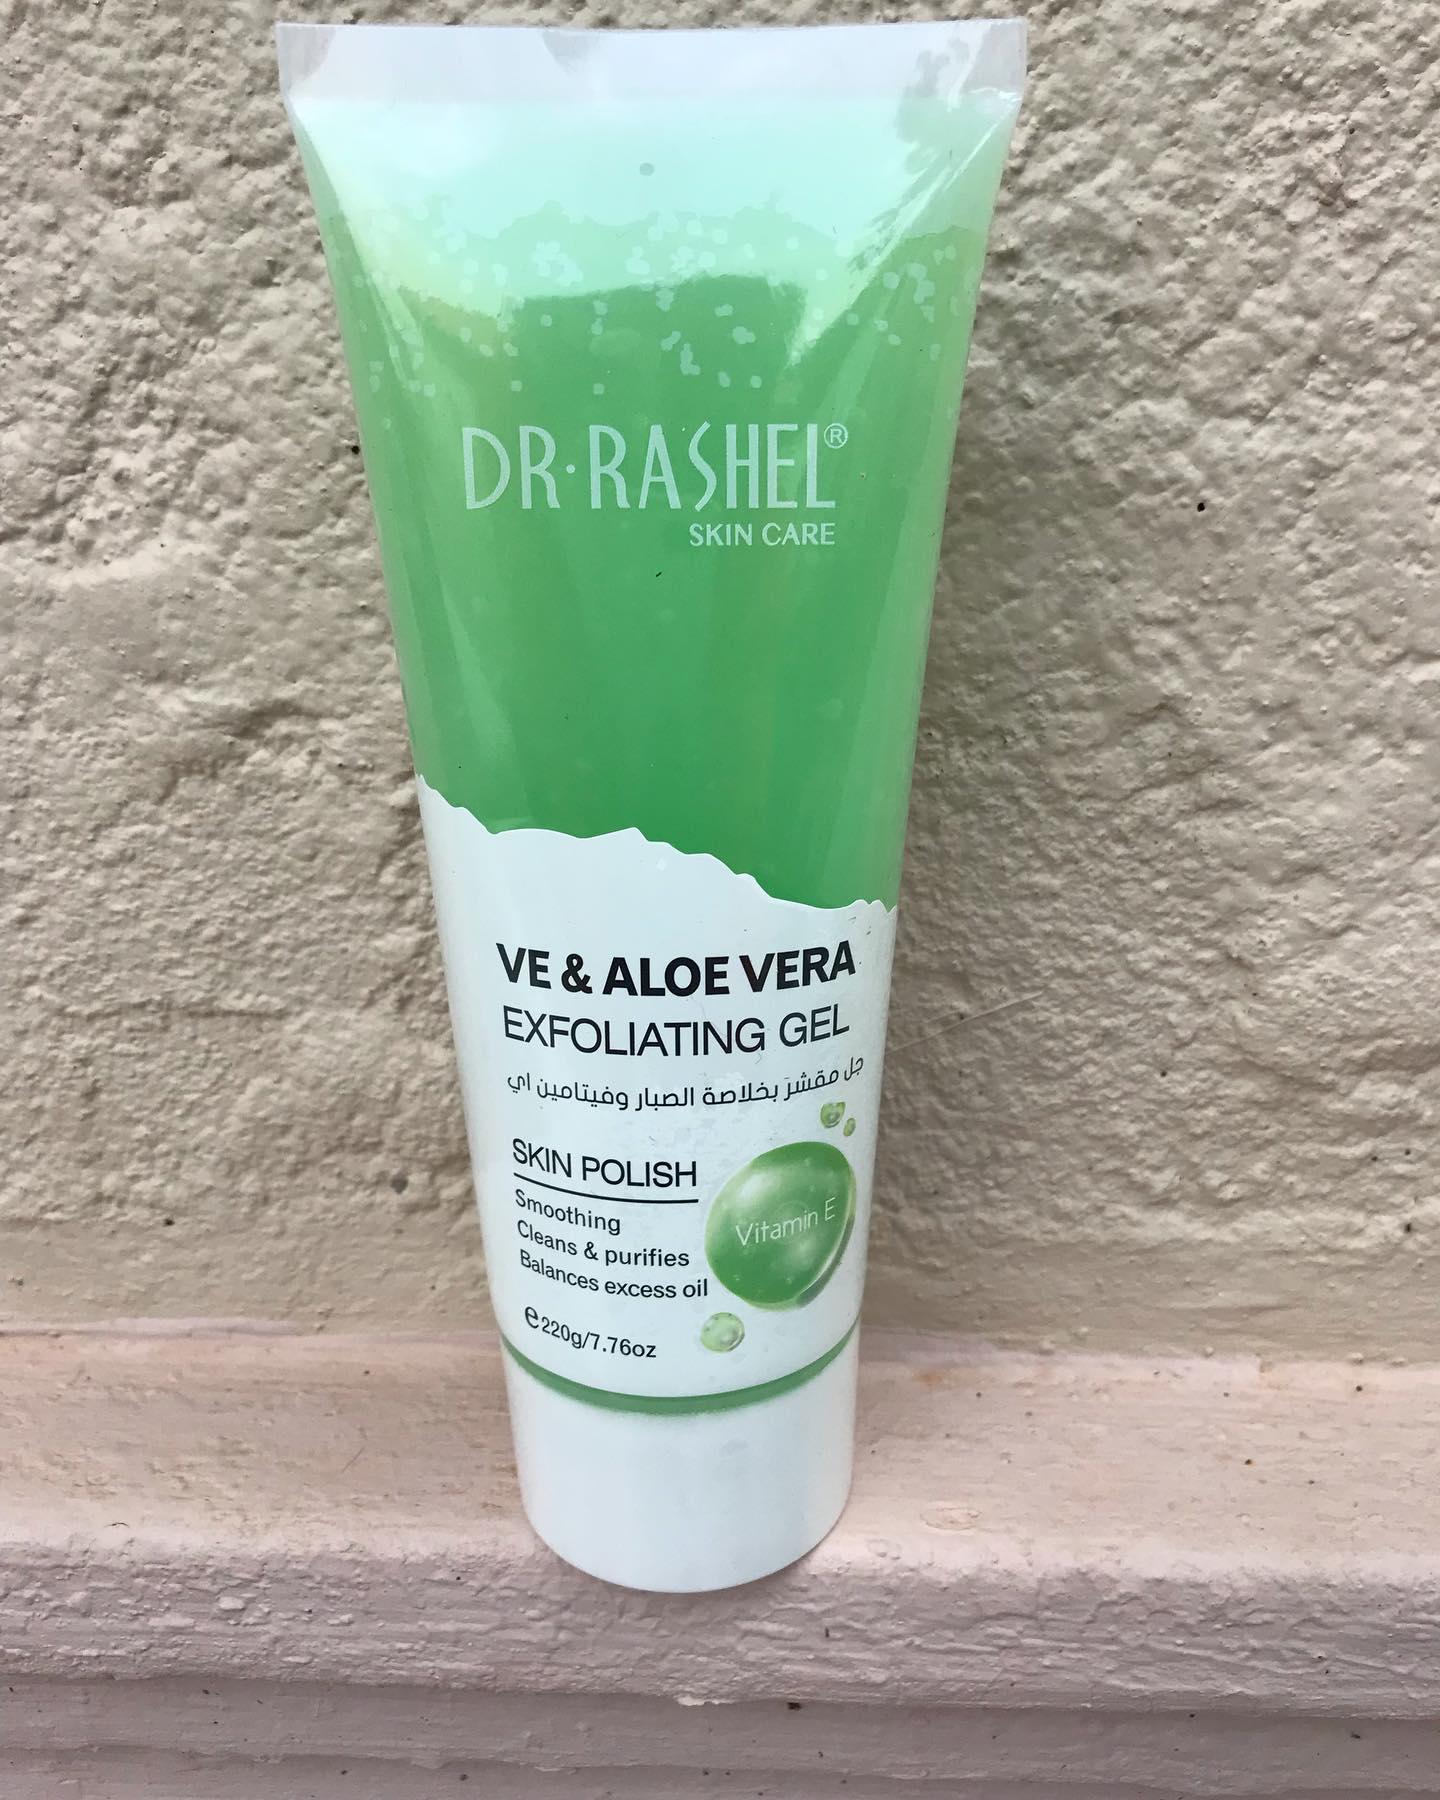 DR·RASHEL®
SKIN CARE
VE & ALOE VERA
EXFOLIATING GEL
جل مقشر بخلاصة الصبار وفيتامين اي
SKIN POLISH
Smoothing
Cleans & purifies
Balances excess oil
Vitamin E
℮220g/7.76oz